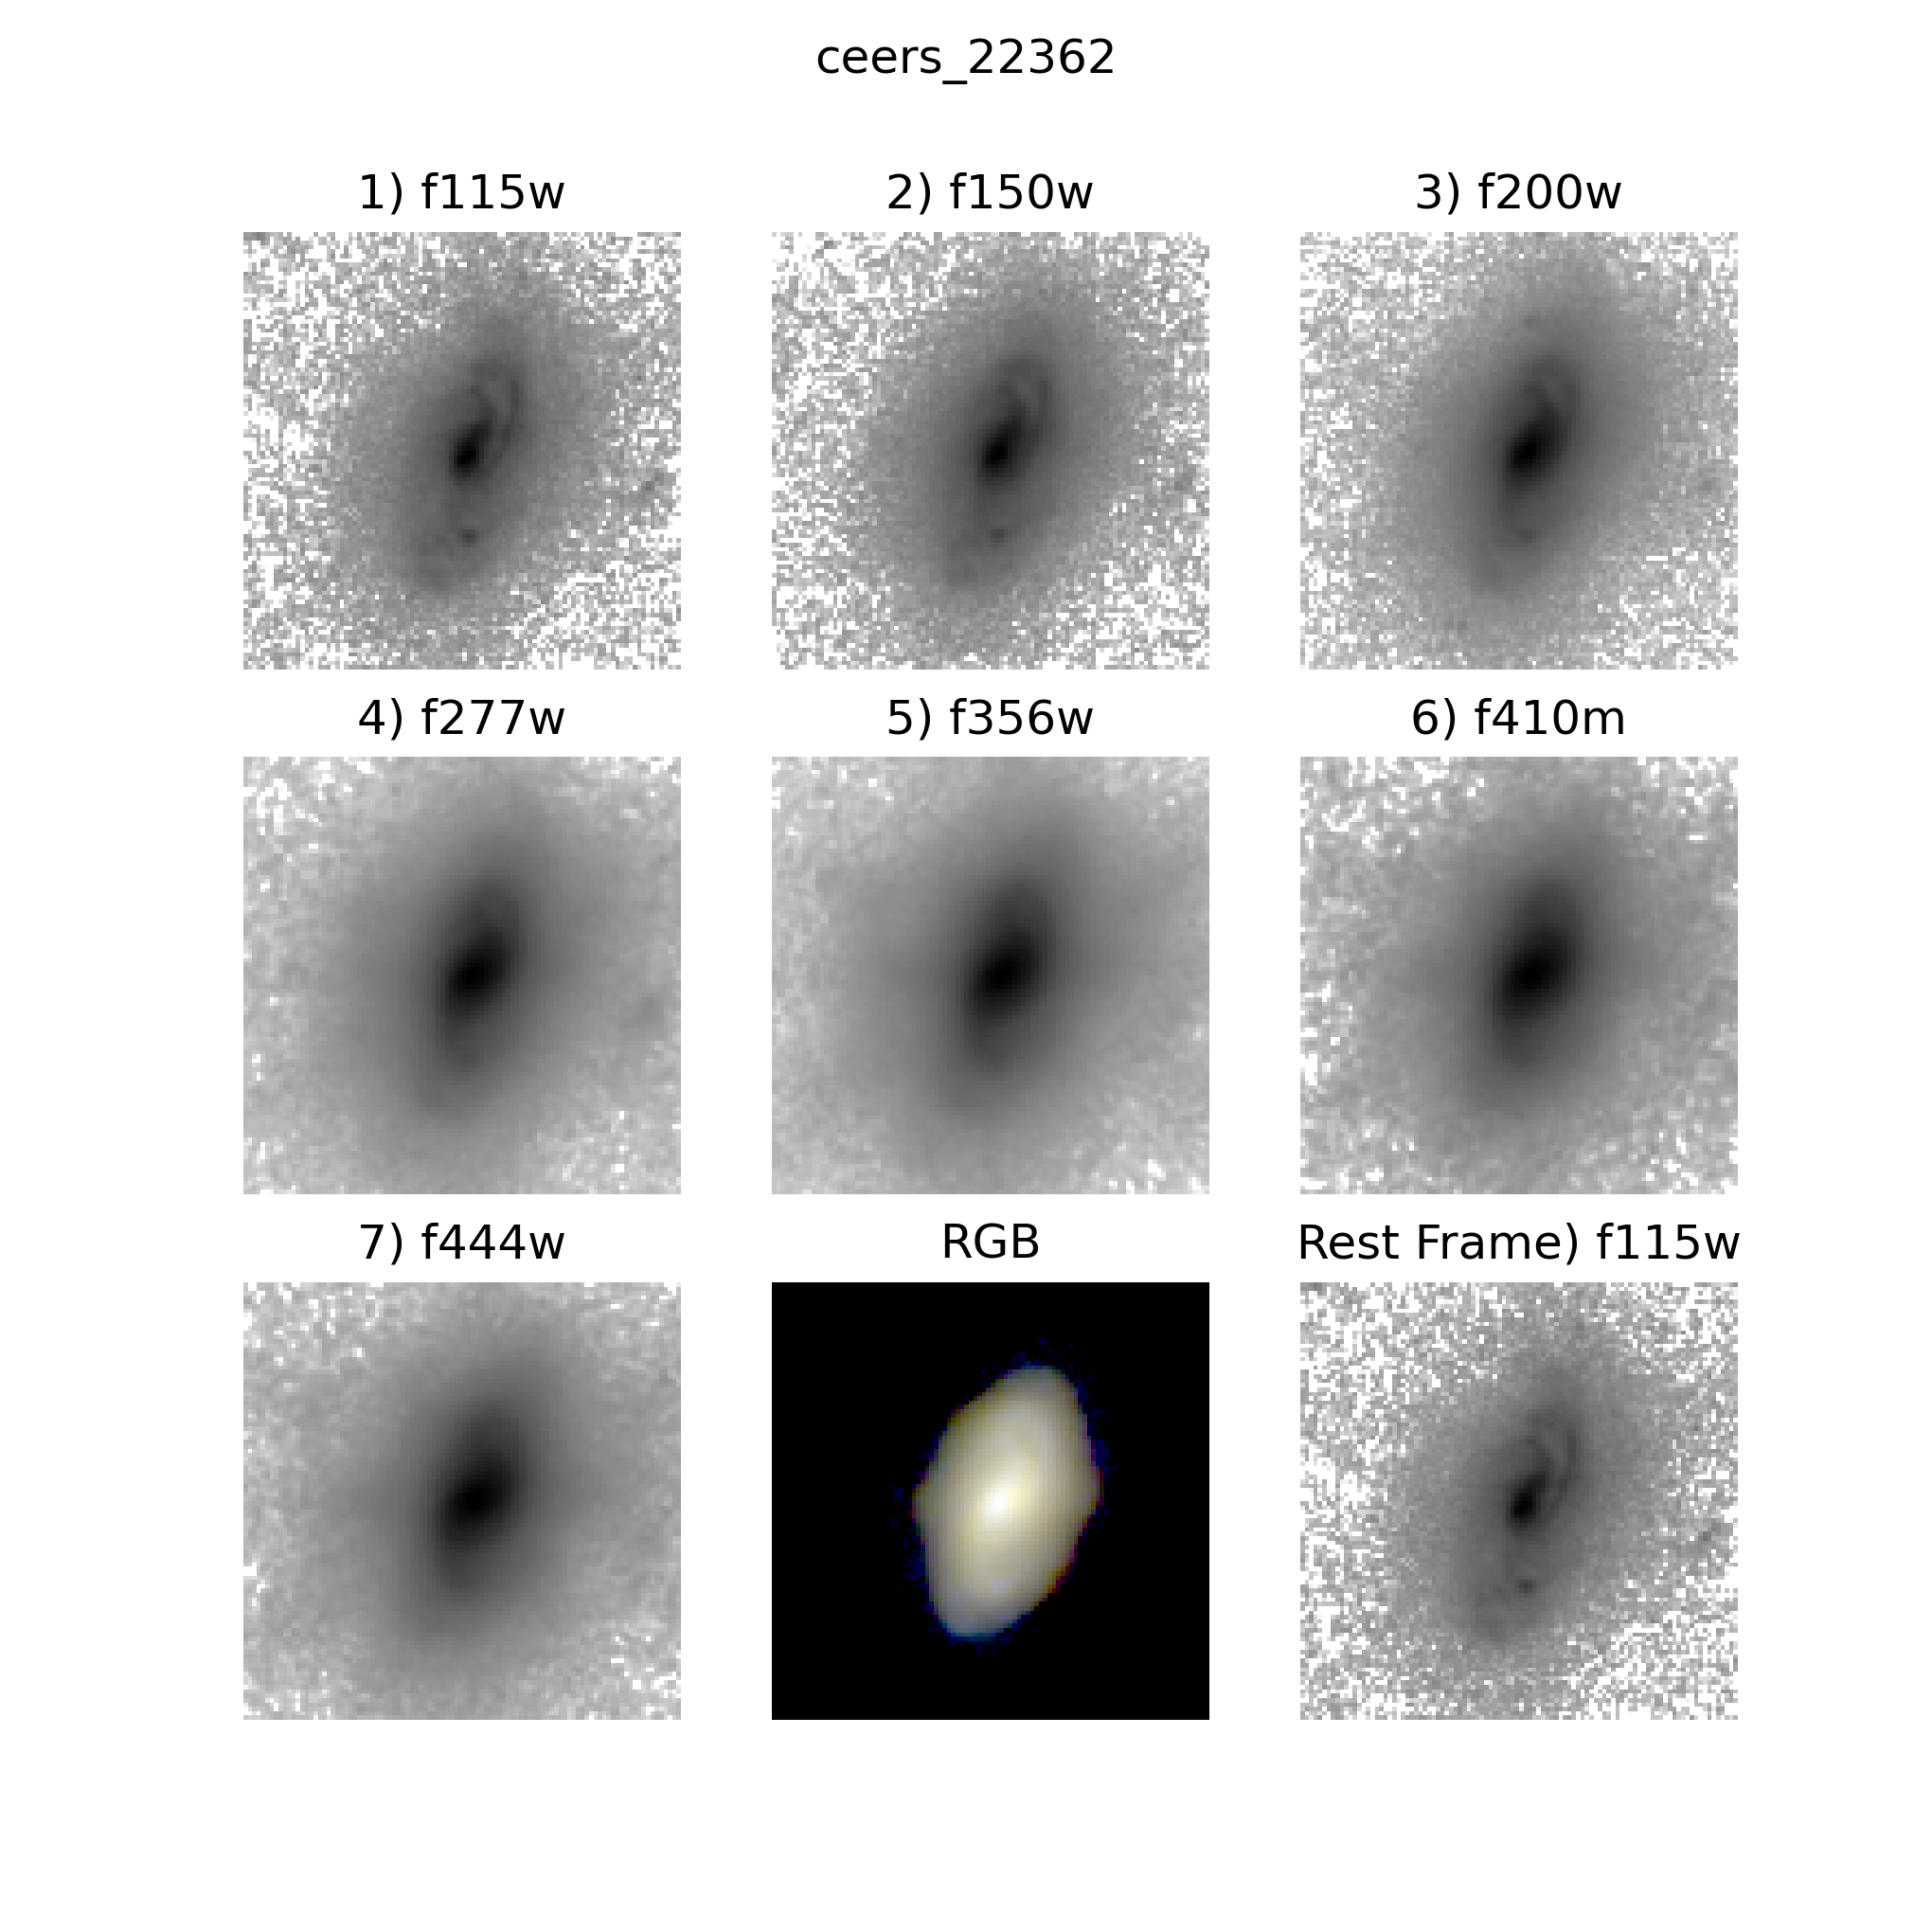 ceers_22362
1) f115w
2) f150w
3) f200w
4) f277w
5) f356w
6) f410m
7) f444w
RGB
Rest Frame) f115w